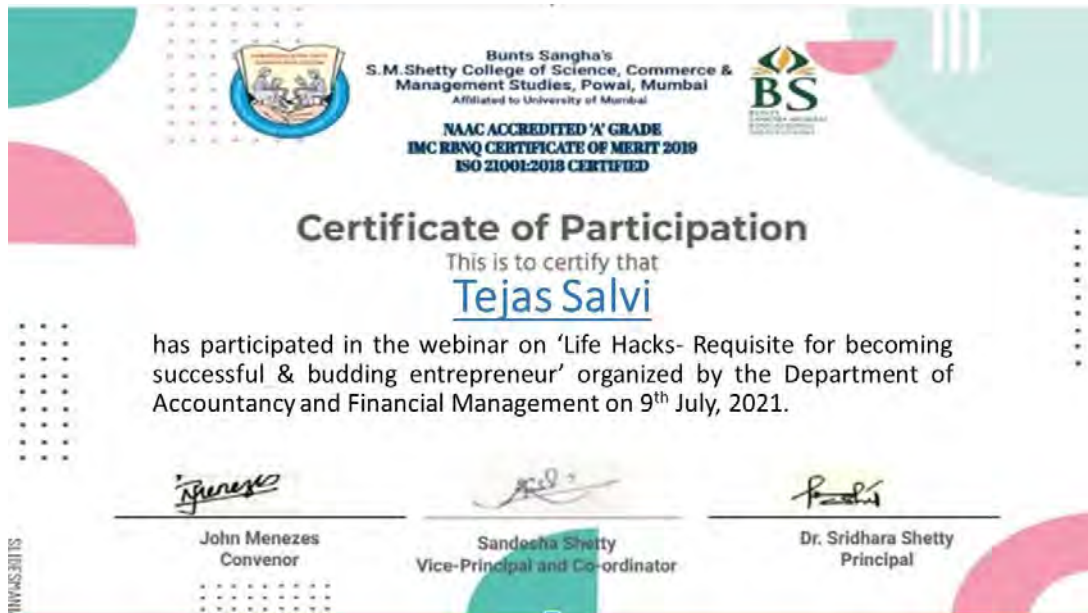 Bunts Sangha's
S.M.Shetty College of Science, Commerce &
Management Studies, Powai, Mumbai
Affiliated to University of Mumbai
NAAC ACCREDITED 'A' GRADE
IMC RBNQ CERTIFICATE OF MERIT 2019
ISO 21001:2018 CERTIFIED
BS
Certificate of Participation
This is to certify that
Tejas Salvi
has participated in the webinar on ‘Life Hacks- Requisite for becoming
successful & budding entrepreneur’ organized by the Department of
Accountancy and Financial Management on 9th July, 2021.
John Menezes
Convenor
Sandesha Shetty
Vice-Principal and Co-ordinator
Dr. Sridhara Shetty
Principal